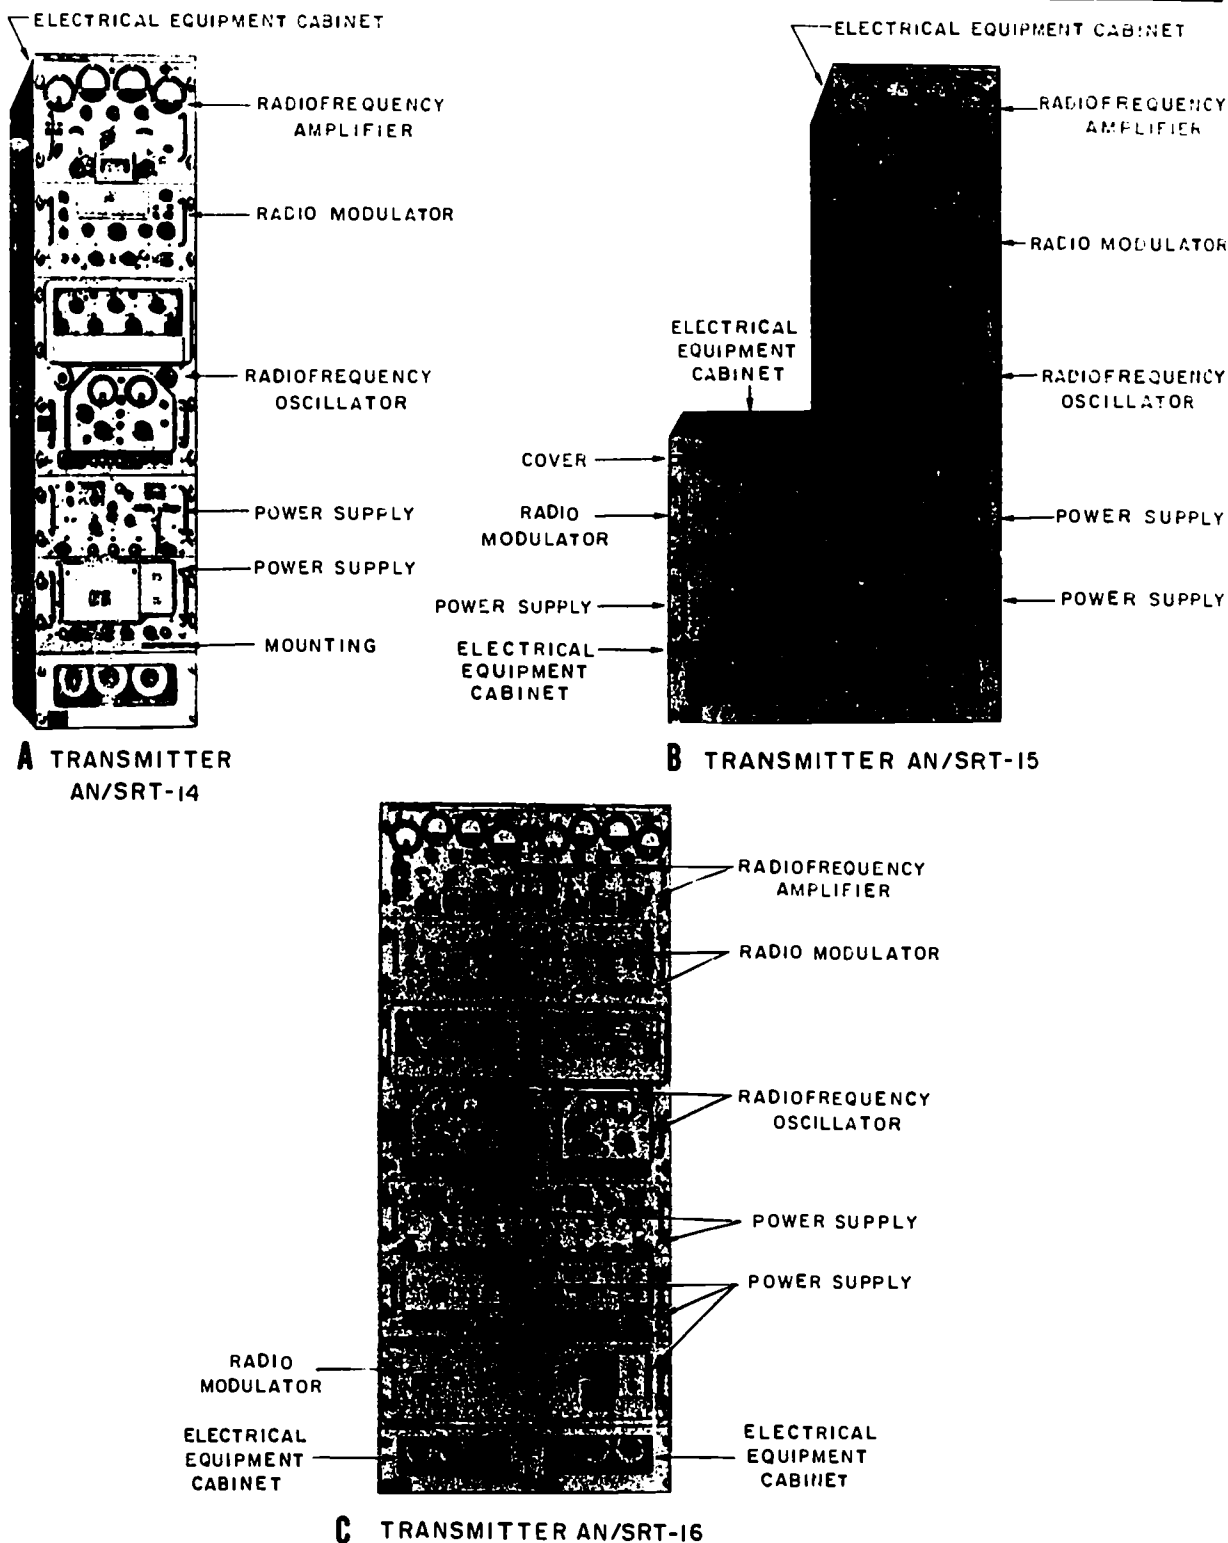 ELECTRICAL EQUIPMENT CABINET
RADIOFREQUENCY
AMPLIFIER
RADIO MODULATOR
RADIOFREQUENCY
OSCILLATOR
POWER SUPPLY
POWER SUPPLY
MOUNTING
A TRANSMITTER
AN/SRT-14
ELECTRICAL EQUIPMENT CABINET
RADIOFREQUENCY
AMPLIFIER
RADIO MODULATOR
ELECTRICAL
EQUIPMENT
CABINET
RADIOFREQUENCY
OSCILLATOR
COVER
RADIO
MODULATOR
POWER SUPPLY
POWER SUPPLY
POWER SUPPLY
ELECTRICAL
EQUIPMENT
CABINET
B TRANSMITTER AN/SRT-15
RADIOFREQUENCY
AMPLIFIER
RADIO MODULATOR
RADIOFREQUENCY
OSCILLATOR
POWER SUPPLY
POWER SUPPLY
RADIO
MODULATOR
ELECTRICAL
EQUIPMENT
CABINET
ELECTRICAL
EQUIPMENT
CABINET
C TRANSMITTER AN/SRT-16